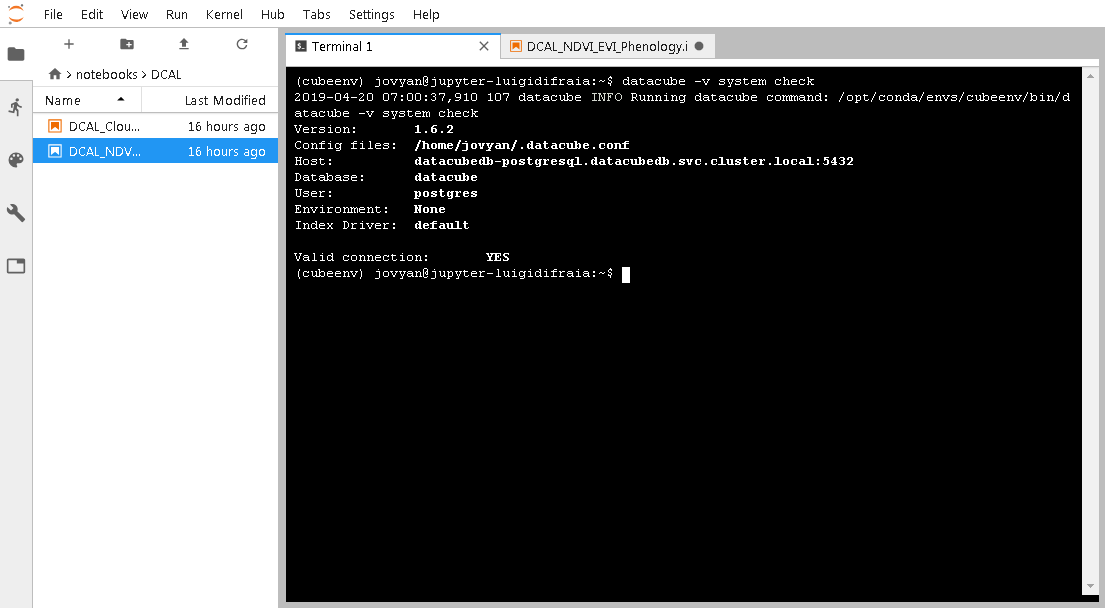 File Edit View Run Kernel Hub Tabs Settings Help
notebooks DCAL
Name Last Modified
DCAL_Clou... 16 hours ago
DCAL_NDV... 16 hours ago
Terminal 1 DCAL_NDVI_EVI_Phenology.i
(cubeenv) jovyan@jupyter-luigidifraia:~$ datacube -v system check
2019-04-20 07:00:37,910 107 datacube INFO Running datacube command: /opt/conda/envs/cubeenv/bin/d
atacube -v system check
Version: 1.6.2
Config files: /home/jovyan/.datacube.conf
Host: datacubedb-postgresql.datacubedb.svc.cluster.local:5432
Database: datacube
User: postgres
Environment: None
Index Driver: default
Valid connection: YES
(cubeenv) jovyan@jupyter-luigidifraia:~$